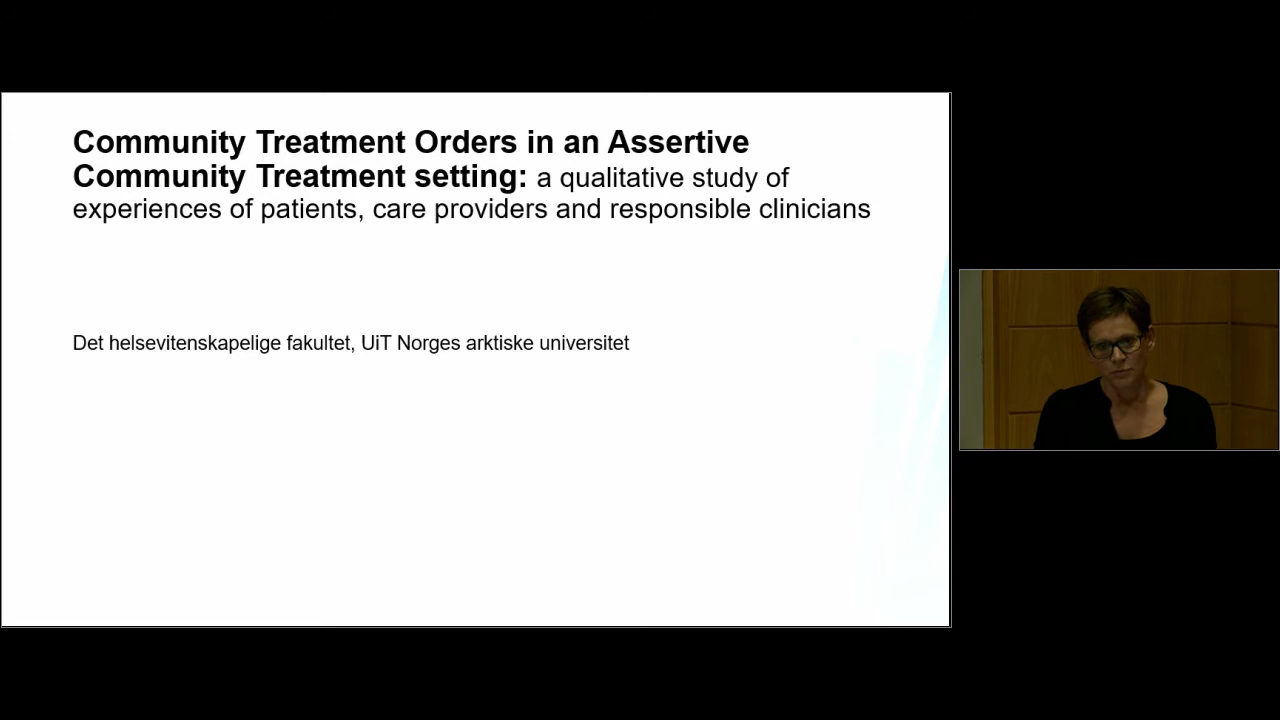 Community Treatment Orders in an Assertive
Community Treatment setting: a qualitative study of
experiences of patients, care providers and responsible clinicians
Det helsevitenskapelige fakultet, UiT Norges arktiske universitet